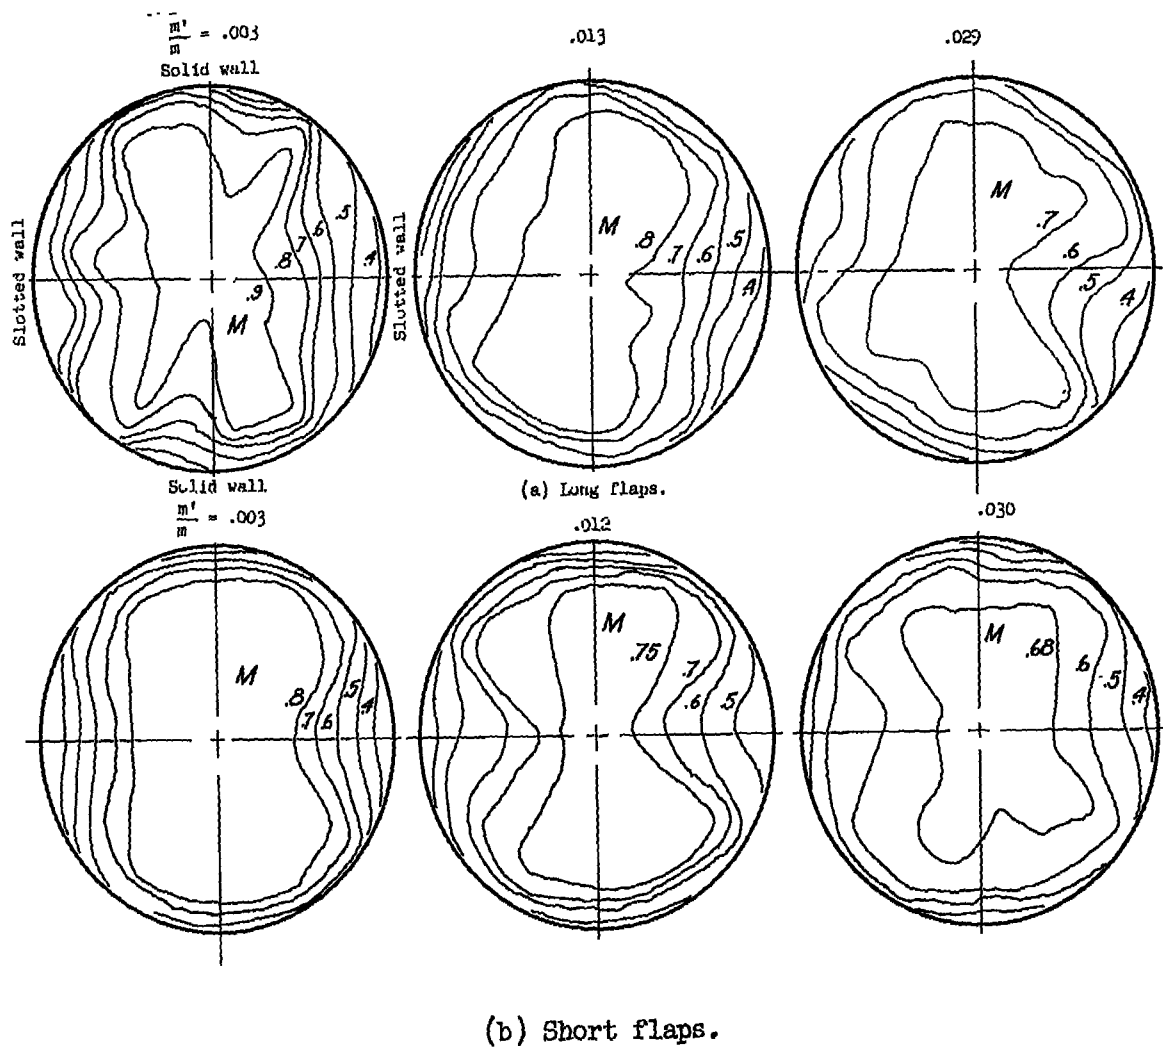 m'/m = .003
.013
.029
Solid wall
Slotted wall
Slotted wall
M
.9
.8
.7
.6
.5
.4
M
.8
.7
.6
.5
.4
M
.7
.6
.5
.4
Solid wall
(a) Long flaps.
m'/m = .003
.012
.030
M
.8
.7
.6
.5
.4
M
.75
.7
.6
.5
M
.68
.6
.5
.4
(b) Short flaps.